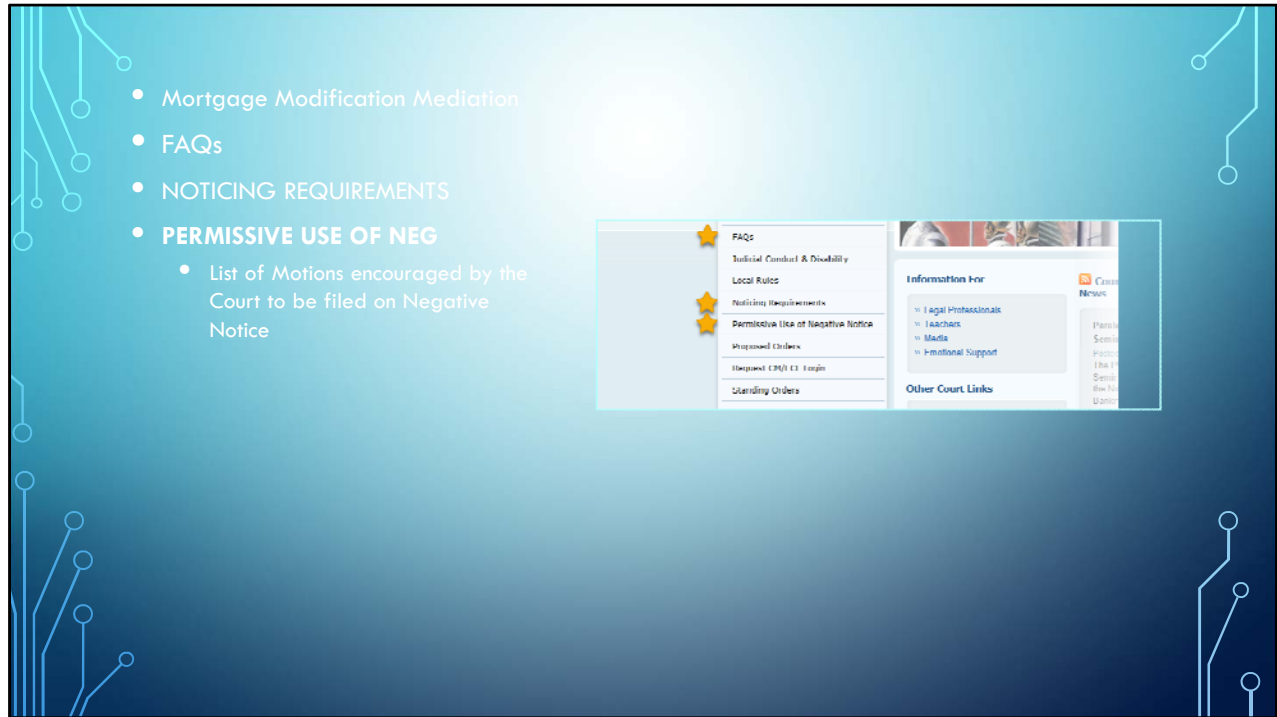 Mortgage Modification Mediation
FAQs
NOTICING REQUIREMENTS
PERMISSIVE USE OF NEG
List of Motions encouraged by the
Court to be filed on Negative
Notice
FAQs
Judicial Conduct & Disability
Local Rules
Noticing Requirements
Permissive Use of Negative Notice
Proposed Orders
Request CM/ECF Login
Standing Orders
Information For
» Legal Professionals
» Teachers
» Media
» Emotional Support
Other Court Links
News
The